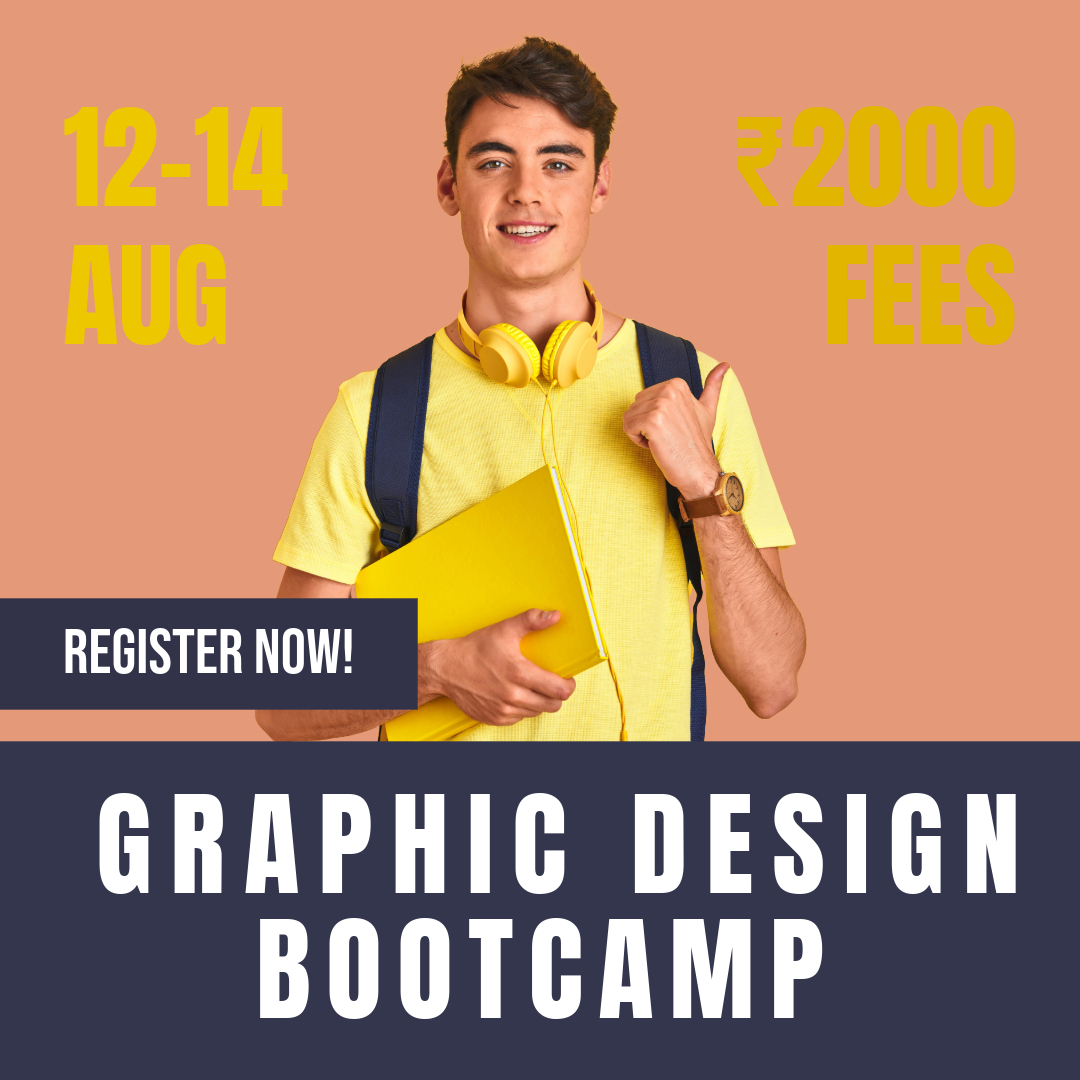 12-14
AUG
₹2000
FEES
REGISTER NOW!
GRAPHIC DESIGN
BOOTCAMP